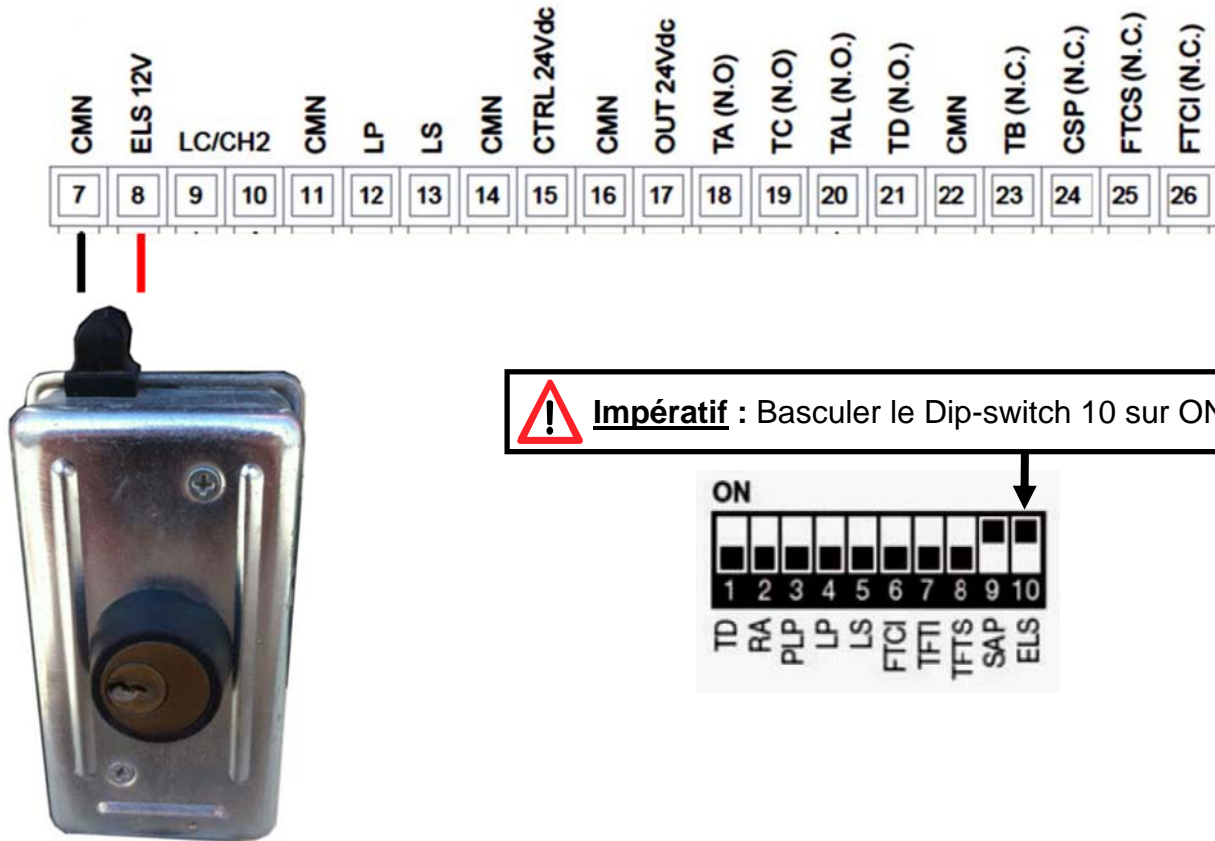 CMN
ELS 12V
LC/CH2
CMN
LP
LS
CMN
CTRL 24Vdc
CMN
OUT 24Vdc
TA (N.O)
TC (N.O)
TAL (N.O.)
TD (N.O.)
CMN
TB (N.C.)
CSP (N.C.)
FTCS (N.C.)
FTCI (N.C.)
7 8 9 10 11 12 13 14 15 16 17 18 19 20 21 22 23 24 25 26
! Impératif : Basculer le Dip-switch 10 sur ON
ON
1 2 3 4 5 6 7 8 9 10
TD
RA
PLP
LP
LS
FTCI
TFTI
TFTS
SAP
ELS